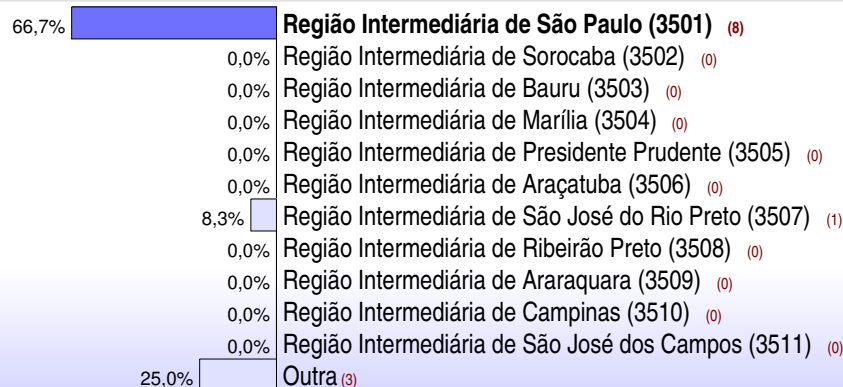 66,7% Região Intermediária de São Paulo (3501) (8)
0,0% Região Intermediária de Sorocaba (3502) (0)
0,0% Região Intermediária de Bauru (3503) (0)
0,0% Região Intermediária de Marília (3504) (0)
0,0% Região Intermediária de Presidente Prudente (3505) (0)
0,0% Região Intermediária de Araçatuba (3506) (0)
8,3% Região Intermediária de São José do Rio Preto (3507) (1)
0,0% Região Intermediária de Ribeirão Preto (3508) (0)
0,0% Região Intermediária de Araraquara (3509) (0)
0,0% Região Intermediária de Campinas (3510) (0)
0,0% Região Intermediária de São José dos Campos (3511) (0)
25,0% Outra (3)